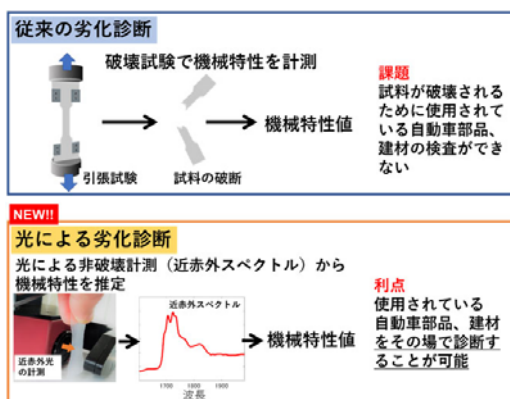 従来の劣化診断
破壊試験で機械特性を計測
引張試験
試料の破断
機械特性値
課題
試料が破壊される
ために使用されて
いる自動車部品、
建材の検査ができ
ない
NEW!!
光による劣化診断
光による非破壊計測（近赤外スペクトル）から
機械特性を推定
近赤外光
の計測
近赤外スペクトル
1700
1800
1900
波長
機械特性値
利点
使用されている
自動車部品、建材
をその場で診断す
ることが可能